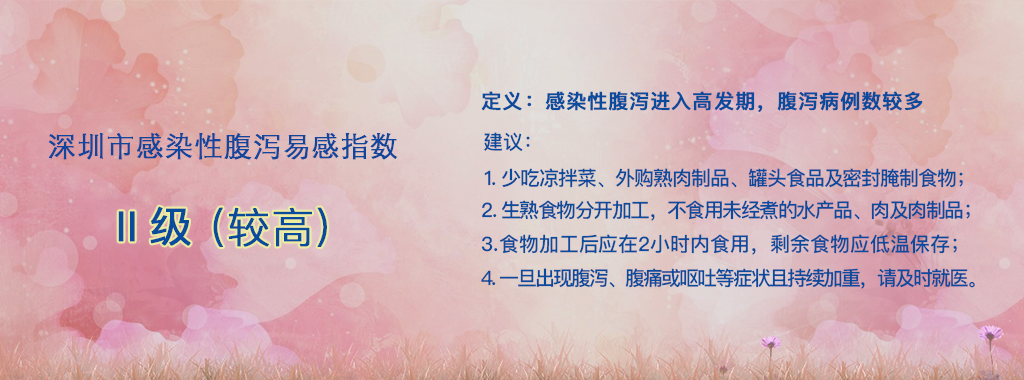 深圳市感染性腹泻易感指数
II 级（较高）
定义：感染性腹泻进入高发期，腹泻病例数较多
建议：
1. 少吃凉拌菜、外购熟肉制品、罐头食品及密封腌制食物；
2. 生熟食物分开加工，不食用未经煮的水产品、肉及肉制品；
3.食物加工后应在2小时内食用，剩余食物应低温保存；
4. 一旦出现腹泻、腹痛或呕吐等症状且持续加重，请及时就医。